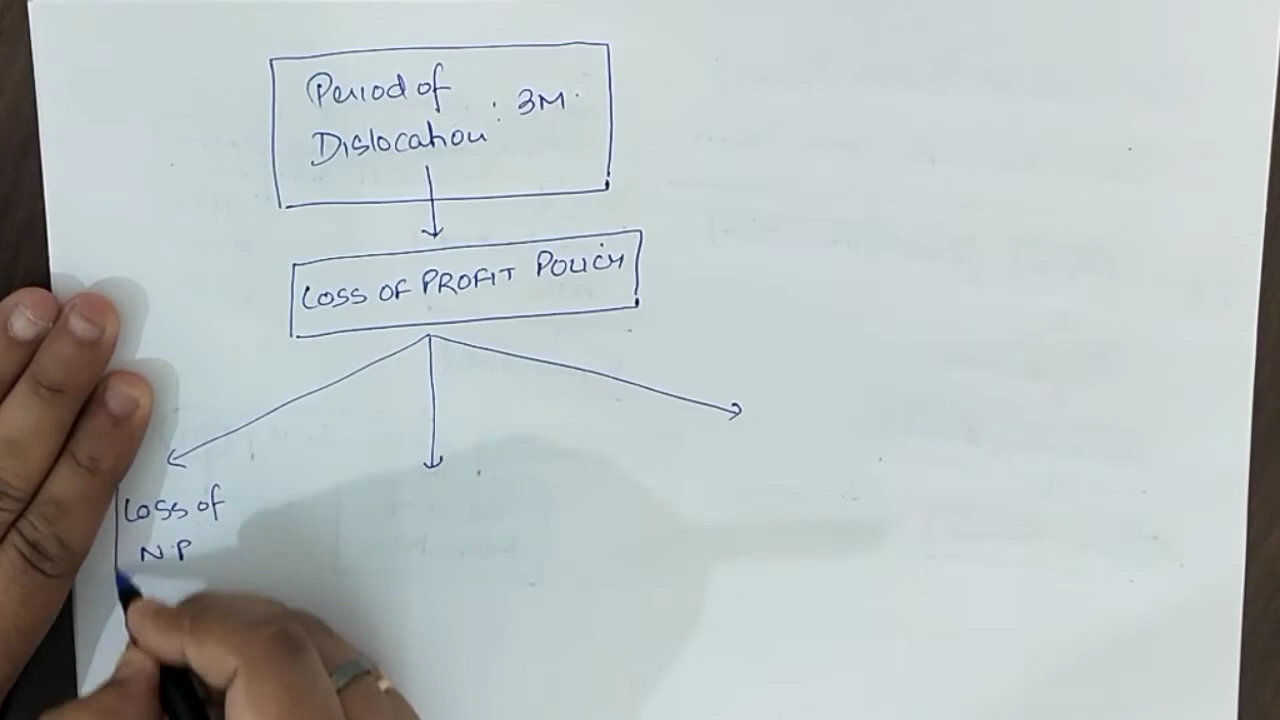 Period of
Dislocation : 3M.
LOSS OF PROFIT POLICY
Loss of
N.P